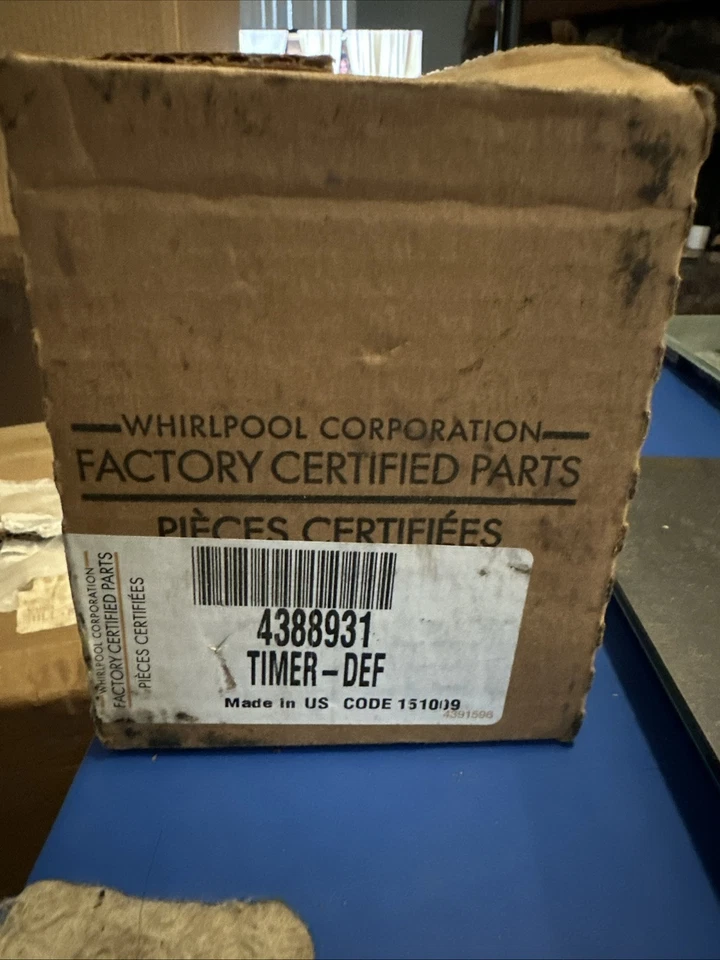 WHIRLPOOL CORPORATION
FACTORY CERTIFIED PARTS
PIÈCES CERTIFIÉES
WHIRLPOOL CORPORATION
FACTORY CERTIFIED PARTS
PIÈCES CERTIFIÉES
4388931
TIMER-DEF
Made in US CODE 151009
4391596